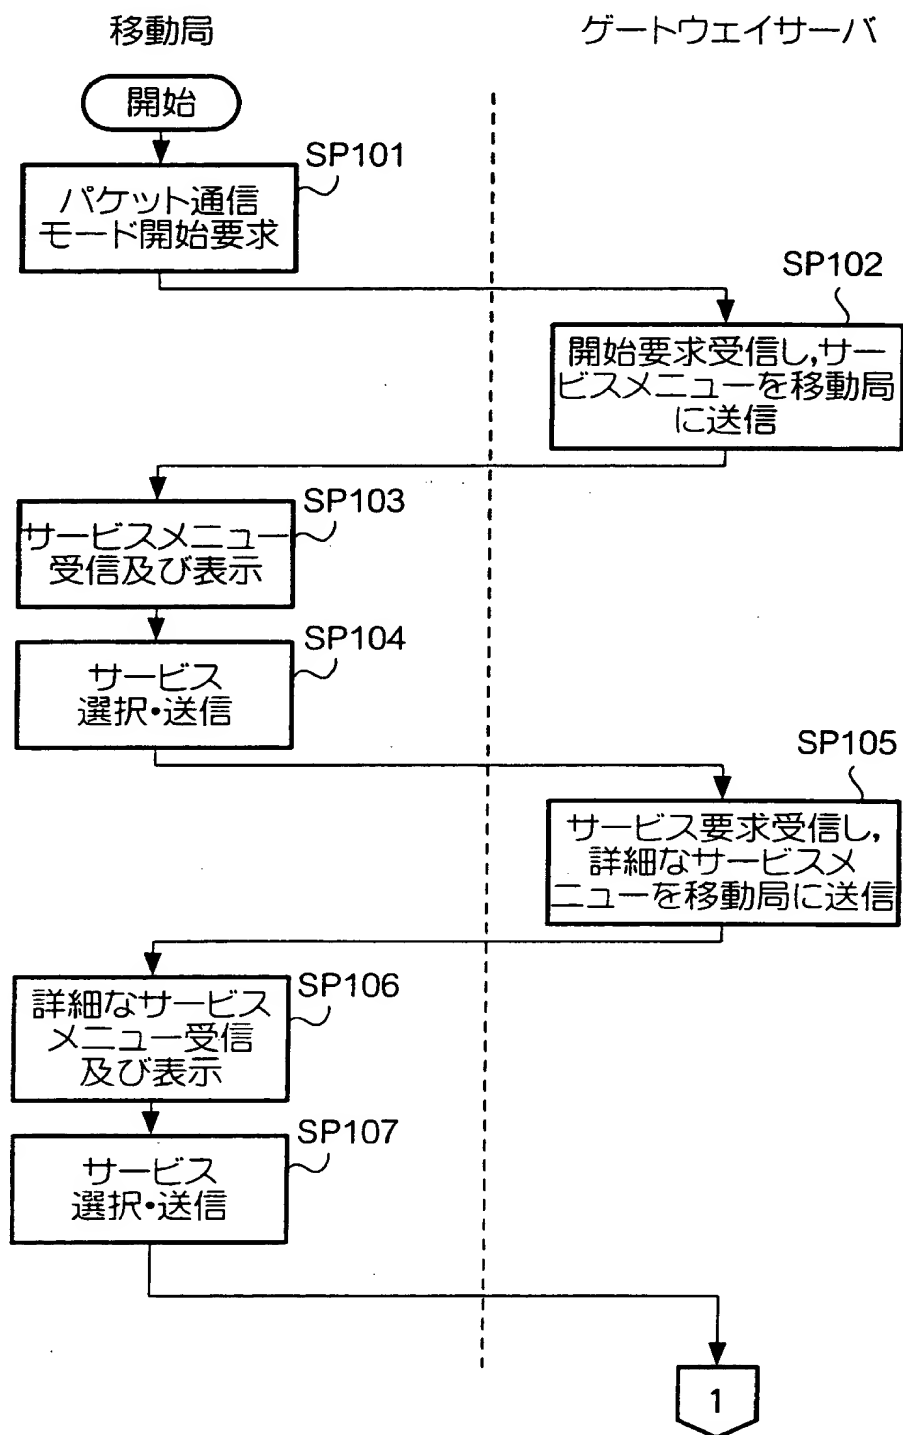 移動局
ゲートウェイサーバ
開始
SP101
パケット通信
モード開始要求
SP102
開始要求受信し,サー
ビスメニューを移動局
に送信
SP103
サービスメニュー
受信及び表示
SP104
サービス
選択・送信
SP105
サービス要求受信し,
詳細なサービスメ
ニューを移動局に送信
SP106
詳細なサービス
メニュー受信
及び表示
SP107
サービス
選択・送信
1